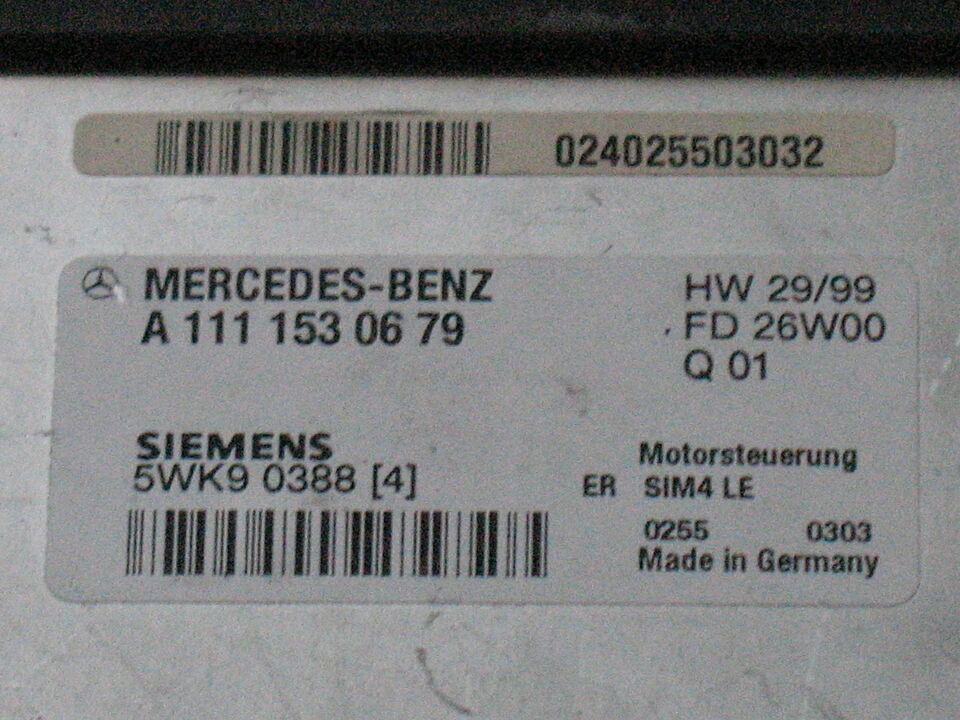 024025503032
MERCEDES-BENZ
A 111 153 06 79
HW 29/99
FD 26W00
Q 01
SIEMENS
5WK9 0388 [4]
Motorsteuerung
ER SIM4 LE
0255 0303
Made in Germany